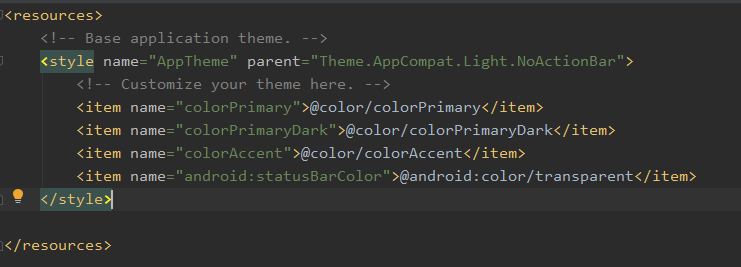 <resources>
<!-- Base application theme. -->
<style name="AppTheme" parent="Theme.AppCompat.Light.NoActionBar">
<!-- Customize your theme here. -->
<item name="colorPrimary">@color/colorPrimary</item>
<item name="colorPrimaryDark">@color/colorPrimaryDark</item>
<item name="colorAccent">@color/colorAccent</item>
<item name="android:statusBarColor">@android:color/transparent</item>
</style>
</resources>